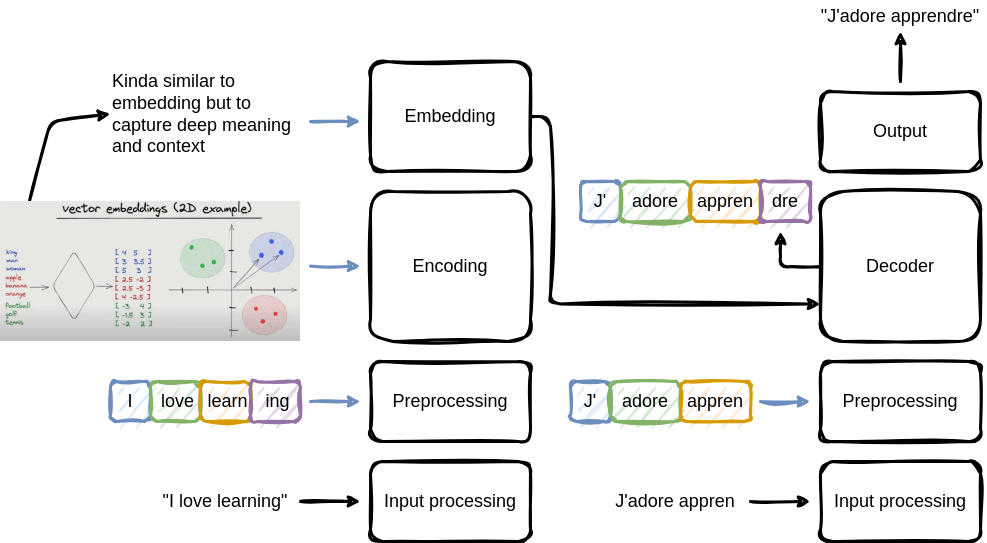 "J'adore apprendre"
Kinda similar to
embedding but to
capture deep meaning
and context
Embedding
Output
J' adore appren dre
vector embeddings (2D example)
king
man
woman
apple
banana
orange
football
golf
tennis
[ 4 5 ]
[ 3 3.5 ]
[ 5 3 ]
[ 2.5 -2 ]
[ 2.5 -3 ]
[ 4 -2.5 ]
[ -3 4 ]
[ -1.5 3 ]
[ -2 2 ]
Encoding
Decoder
I love learn ing
Preprocessing
J' adore appren
Preprocessing
"I love learning"
Input processing
J'adore appren
Input processing